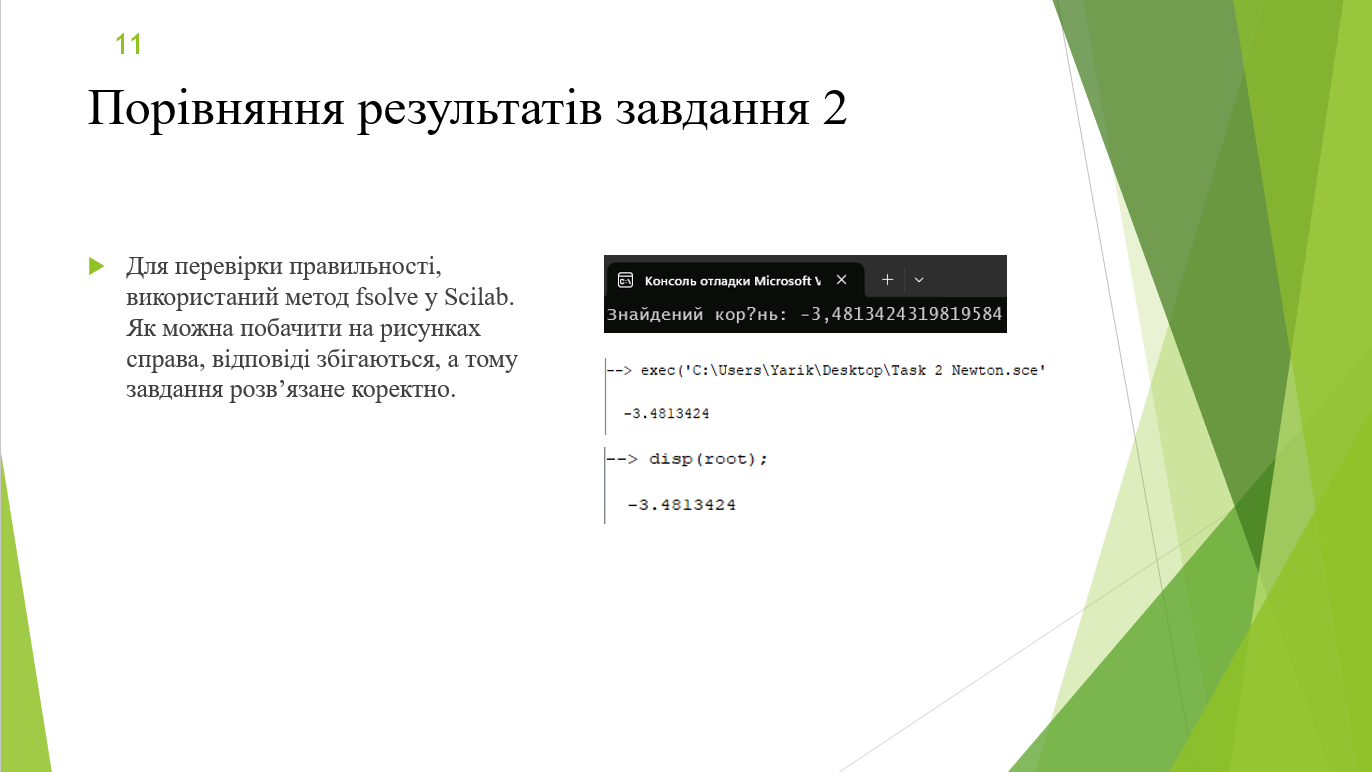 11
Порівняння результатів завдання 2
Для перевірки правильності,
використаний метод fsolve у Scilab.
Як можна побачити на рисунках
справа, відповіді збігаються, а тому
завдання розв’язане коректно.
Консоль отладки Microsoft V
Знайдений кор?нь: -3,4813424319819584
--> exec('C:\Users\Yarik\Desktop\Task 2 Newton.sce'
-3.4813424
--> disp(root);
-3.4813424